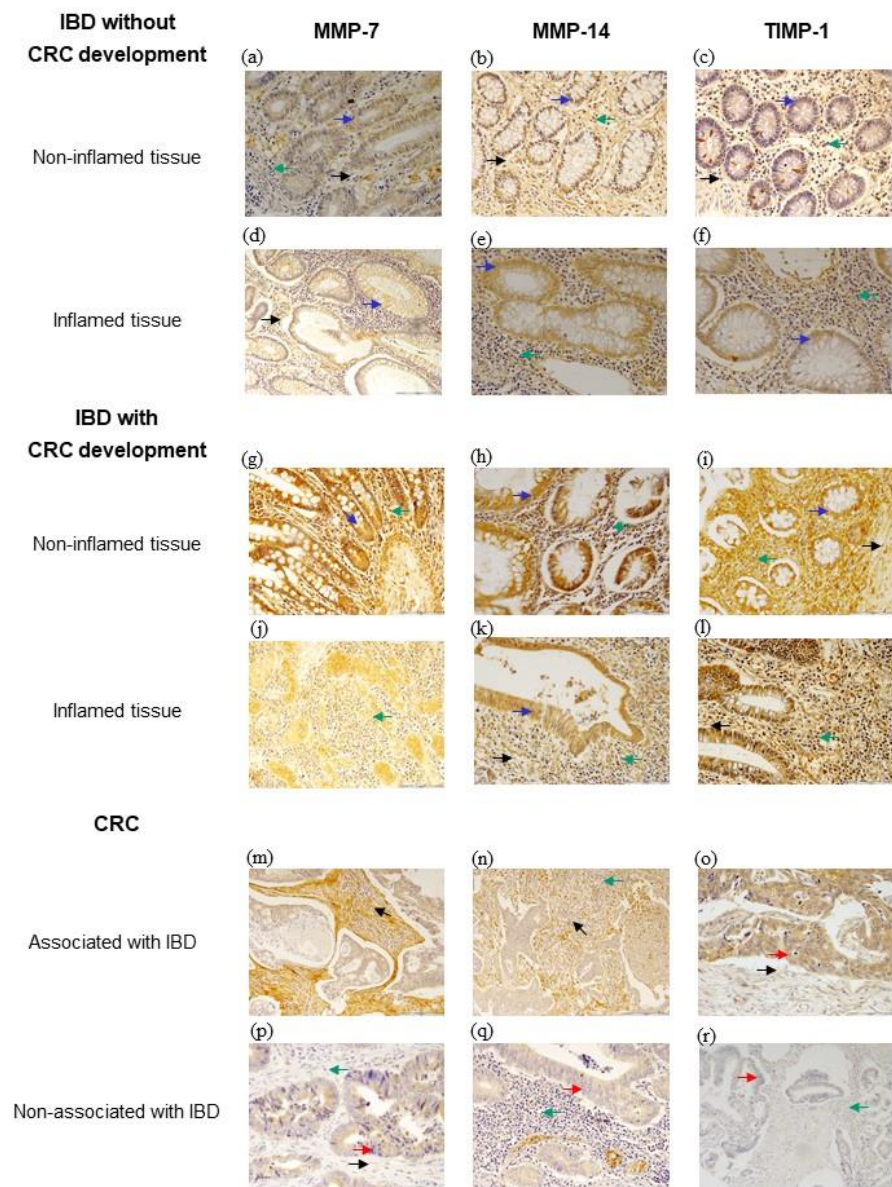 IBD without
CRC development
MMP-7
MMP-14
TIMP-1
(a)
(b)
(c)
Non-inflamed tissue
(d)
(e)
(f)
Inflamed tissue
IBD with
CRC development
(g)
(h)
(i)
Non-inflamed tissue
(j)
(k)
(l)
Inflamed tissue
CRC
(m)
(n)
(o)
Associated with IBD
(p)
(q)
(r)
Non-associated with IBD